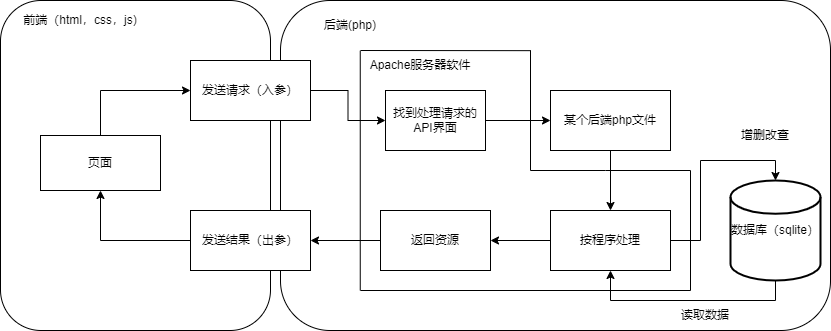 前端（html，css，js）
后端(php)
Apache服务器软件
发送请求（入参）
找到处理请求的
API界面
某个后端php文件
增删改查
页面
发送结果（出参）
返回资源
按程序处理
数据库（sqlite）
读取数据